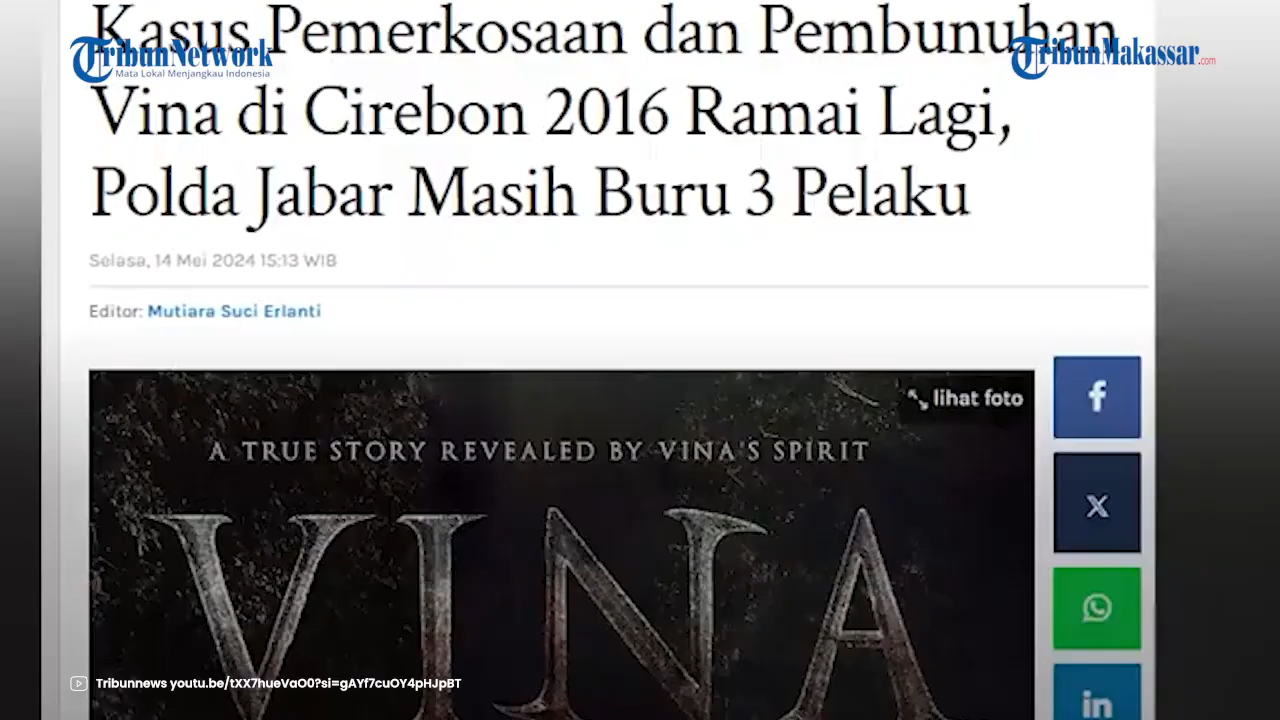 Kasus Pemerkosaan dan Pembunuhan
TribunNetwork
Mata Lokal Menjangkau Indonesia
TribunMakassar.com
Vina di Cirebon 2016 Ramai Lagi,
Polda Jabar Masih Buru 3 Pelaku
Selasa, 14 Mei 2024 15:13 WIB
Editor: Mutiara Suci Erlanti
lihat foto
A TRUE STORY REVEALED BY VINA'S SPIRIT
VINA
f
X
in
Tribunnews youtu.be/tXX7hueVaO0?si=gAYf7cuOY4pHJpBT